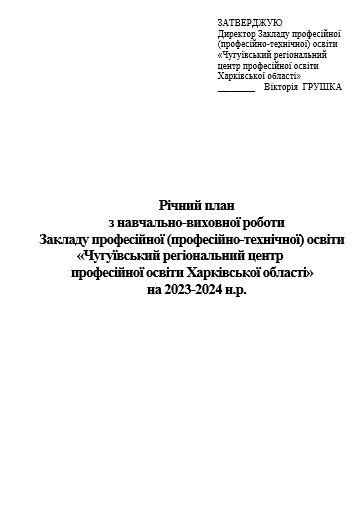 ЗАТВЕРДЖУЮ
Директор Закладу професійної
(професійно-технічної) освіти
«Чугуївський регіональний
центр професійної освіти
Харківської області»
________ Вікторія ГРУШКА
Річний план
з навчально-виховної роботи
Закладу професійної (професійно-технічної) освіти
«Чугуївський регіональний центр
професійної освіти Харківської області»
на 2023-2024 н.р.